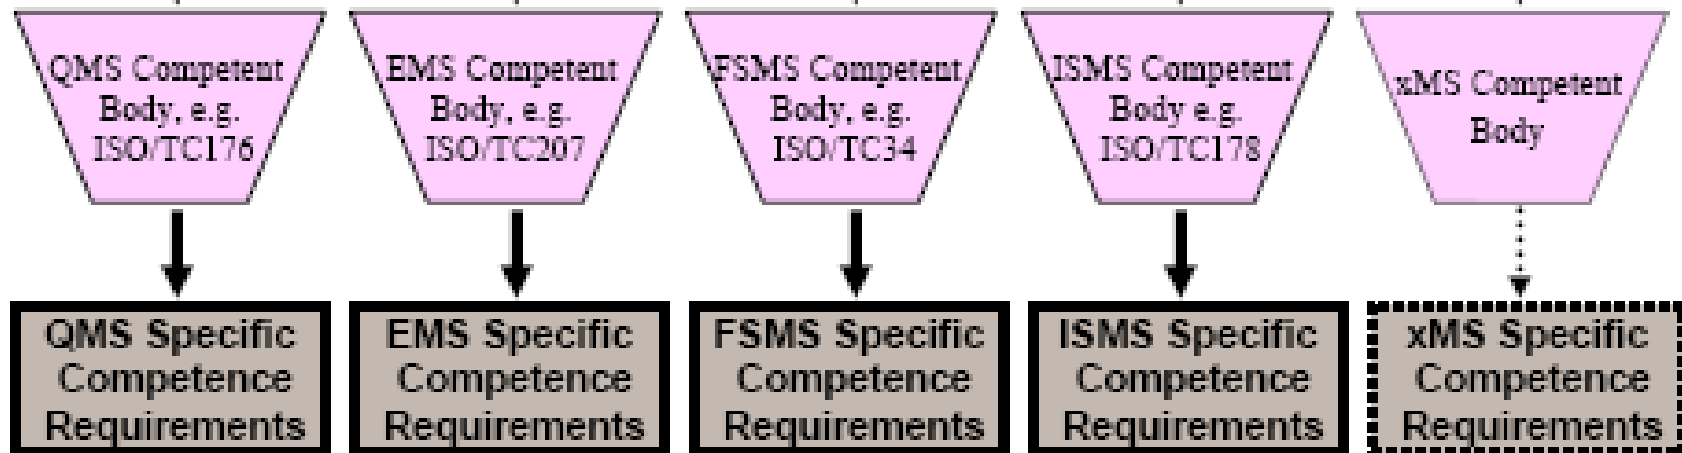 QMS Competent
Body, e.g.
ISO/TC176
EMS Competent
Body, e.g.
ISO/TC207
FSMS Competent
Body, e.g.
ISO/TC34
ISMS Competent
Body e.g.
ISO/TC178
xMS Competent
Body
QMS Specific
Competence
Requirements
EMS Specific
Competence
Requirements
FSMS Specific
Competence
Requirements
ISMS Specific
Competence
Requirements
xMS Specific
Competence
Requirements